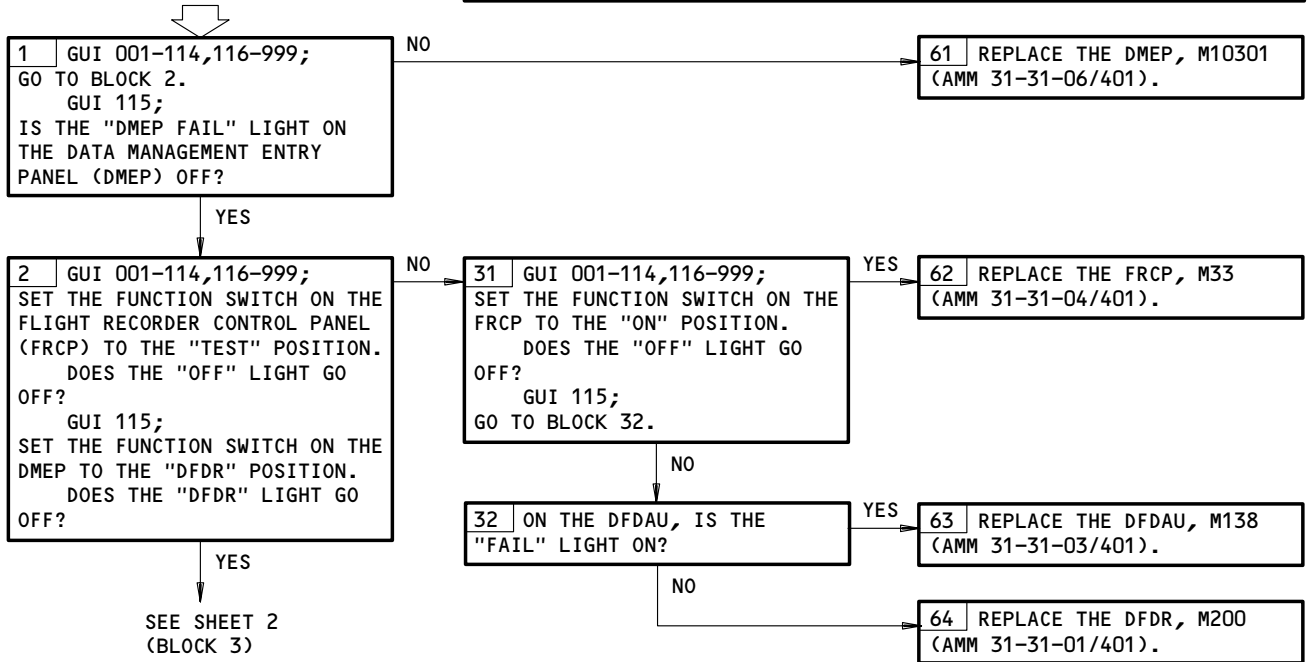 1 GUI 001-114,116-999;
GO TO BLOCK 2.
GUI 115;
IS THE "DMEP FAIL" LIGHT ON
THE DATA MANAGEMENT ENTRY
PANEL (DMEP) OFF?
NO
61 REPLACE THE DMEP, M10301
(AMM 31-31-06/401).
YES
2 GUI 001-114,116-999;
SET THE FUNCTION SWITCH ON THE
FLIGHT RECORDER CONTROL PANEL
(FRCP) TO THE "TEST" POSITION.
DOES THE "OFF" LIGHT GO
OFF?
GUI 115;
SET THE FUNCTION SWITCH ON THE
DMEP TO THE "DFDR" POSITION.
DOES THE "DFDR" LIGHT GO
OFF?
NO
31 GUI 001-114,116-999;
SET THE FUNCTION SWITCH ON THE
FRCP TO THE "ON" POSITION.
DOES THE "OFF" LIGHT GO
OFF?
GUI 115;
GO TO BLOCK 32.
YES
62 REPLACE THE FRCP, M33
(AMM 31-31-04/401).
NO
32 ON THE DFDAU, IS THE
"FAIL" LIGHT ON?
YES
63 REPLACE THE DFDAU, M138
(AMM 31-31-03/401).
NO
64 REPLACE THE DFDR, M200
(AMM 31-31-01/401).
YES
SEE SHEET 2
(BLOCK 3)